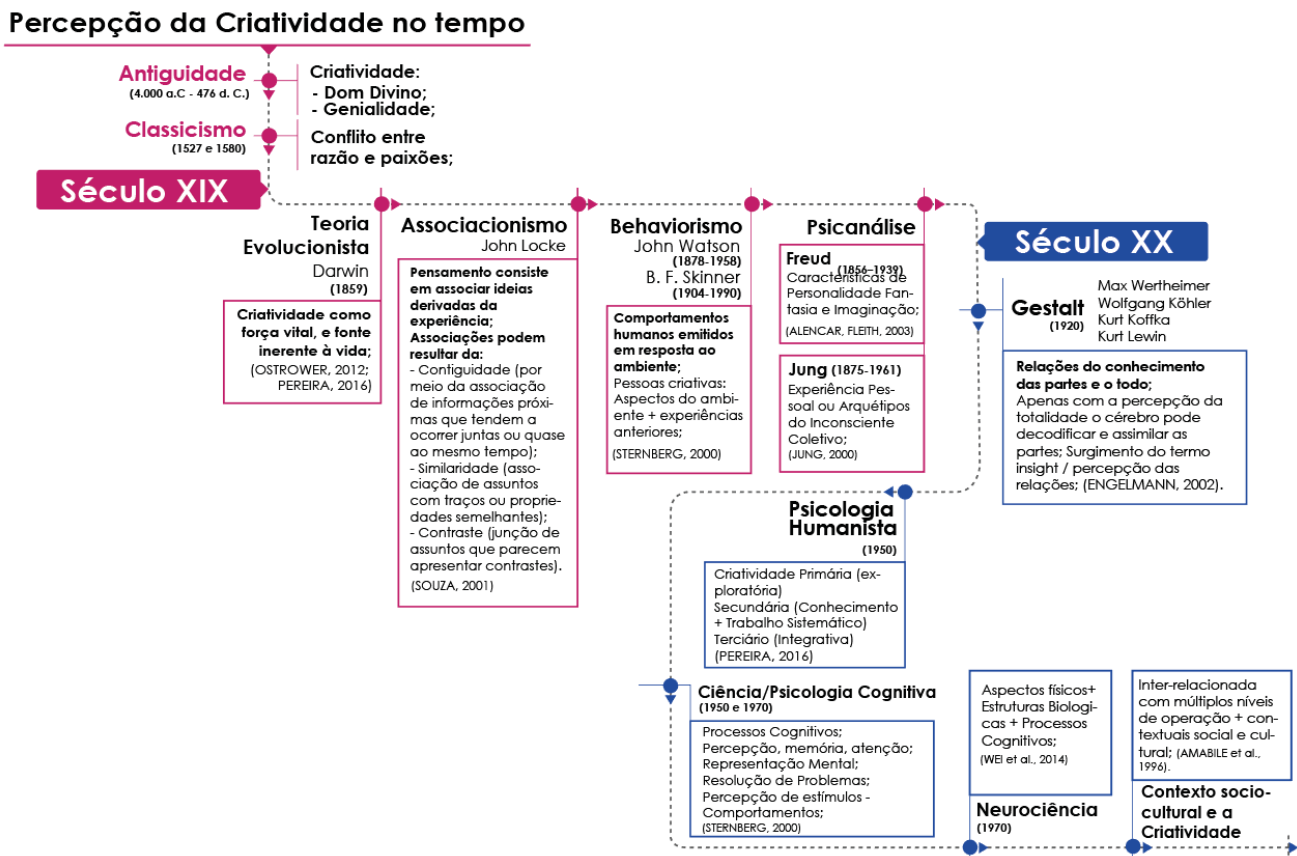 Percepção da Criatividade no tempo
Antiguidade
(4.000 a.C - 476 d. C.)
Criatividade:
- Dom Divino;
- Genialidade;
Classicismo
(1527 e 1580)
Conflito entre
razão e paixões;
Século XIX
Teoria
Evolucionista
Darwin
(1859)
Criatividade como
força vital, e fonte
inerente à vida;
(OSTROWER, 2012;
PEREIRA, 2016)
Associacionismo
John Locke
Pensamento consiste
em associar ideias
derivadas da
experiência;
Associações podem
resultar da:
- Contiguidade (por
meio da associação
de informações próxi-
mas que tendem a
ocorrer juntas ou quase
ao mesmo tempo);
- Similaridade (asso-
ciação de assuntos
com traços ou proprie-
dades semelhantes);
- Contraste (junção de
assuntos que parecem
apresentar contrastes).
(SOUZA, 2001)
Behaviorismo
John Watson
(1878-1958)
B. F. Skinner
(1904-1990)
Comportamentos
humanos emitidos
em resposta ao
ambiente;
Pessoas criativas:
Aspectos do ambi-
ente + experiências
anteriores;
(STERNBERG, 2000)
Psicanálise
Freud
(1856–1939)
Características de
Personalidade Fan-
tasia e Imaginação;
(ALENCAR, FLEITH, 2003)
Jung (1875-1961)
Experiência Pes-
soal ou Arquétipos
do Inconsciente
Coletivo;
(JUNG, 2000)
Século XX
Gestalt
(1920)
Max Wertheimer
Wolfgang Köhler
Kurt Koffka
Kurt Lewin
Relações do conhecimento
das partes e o todo;
Apenas com a percepção da
totalidade o cérebro pode
decodificar e assimilar as
partes; Surgimento do termo
insight / percepção das
relações; (ENGELMANN, 2002).
Psicologia
Humanista
(1950)
Criatividade Primária (ex-
ploratória)
Secundária (Conhecimento
+ Trabalho Sistemático)
Terciário (Integrativa)
(PEREIRA, 2016)
Ciência/Psicologia Cognitiva
(1950 e 1970)
Processos Cognitivos;
Percepção, memória, atenção;
Representação Mental;
Resolução de Problemas;
Percepção de estímulos -
Comportamentos;
(STERNBERG, 2000)
Aspectos físicos+
Estruturas Biologi-
cas + Processos
Cognitivos;
(WEI et al., 2014)
Neurociência
(1970)
Inter-relacionada
com múltiplos níveis
de operação + con-
textuais social e cul-
tural; (AMABILE et al.,
1996).
Contexto socio-
cultural e a
Criatividade